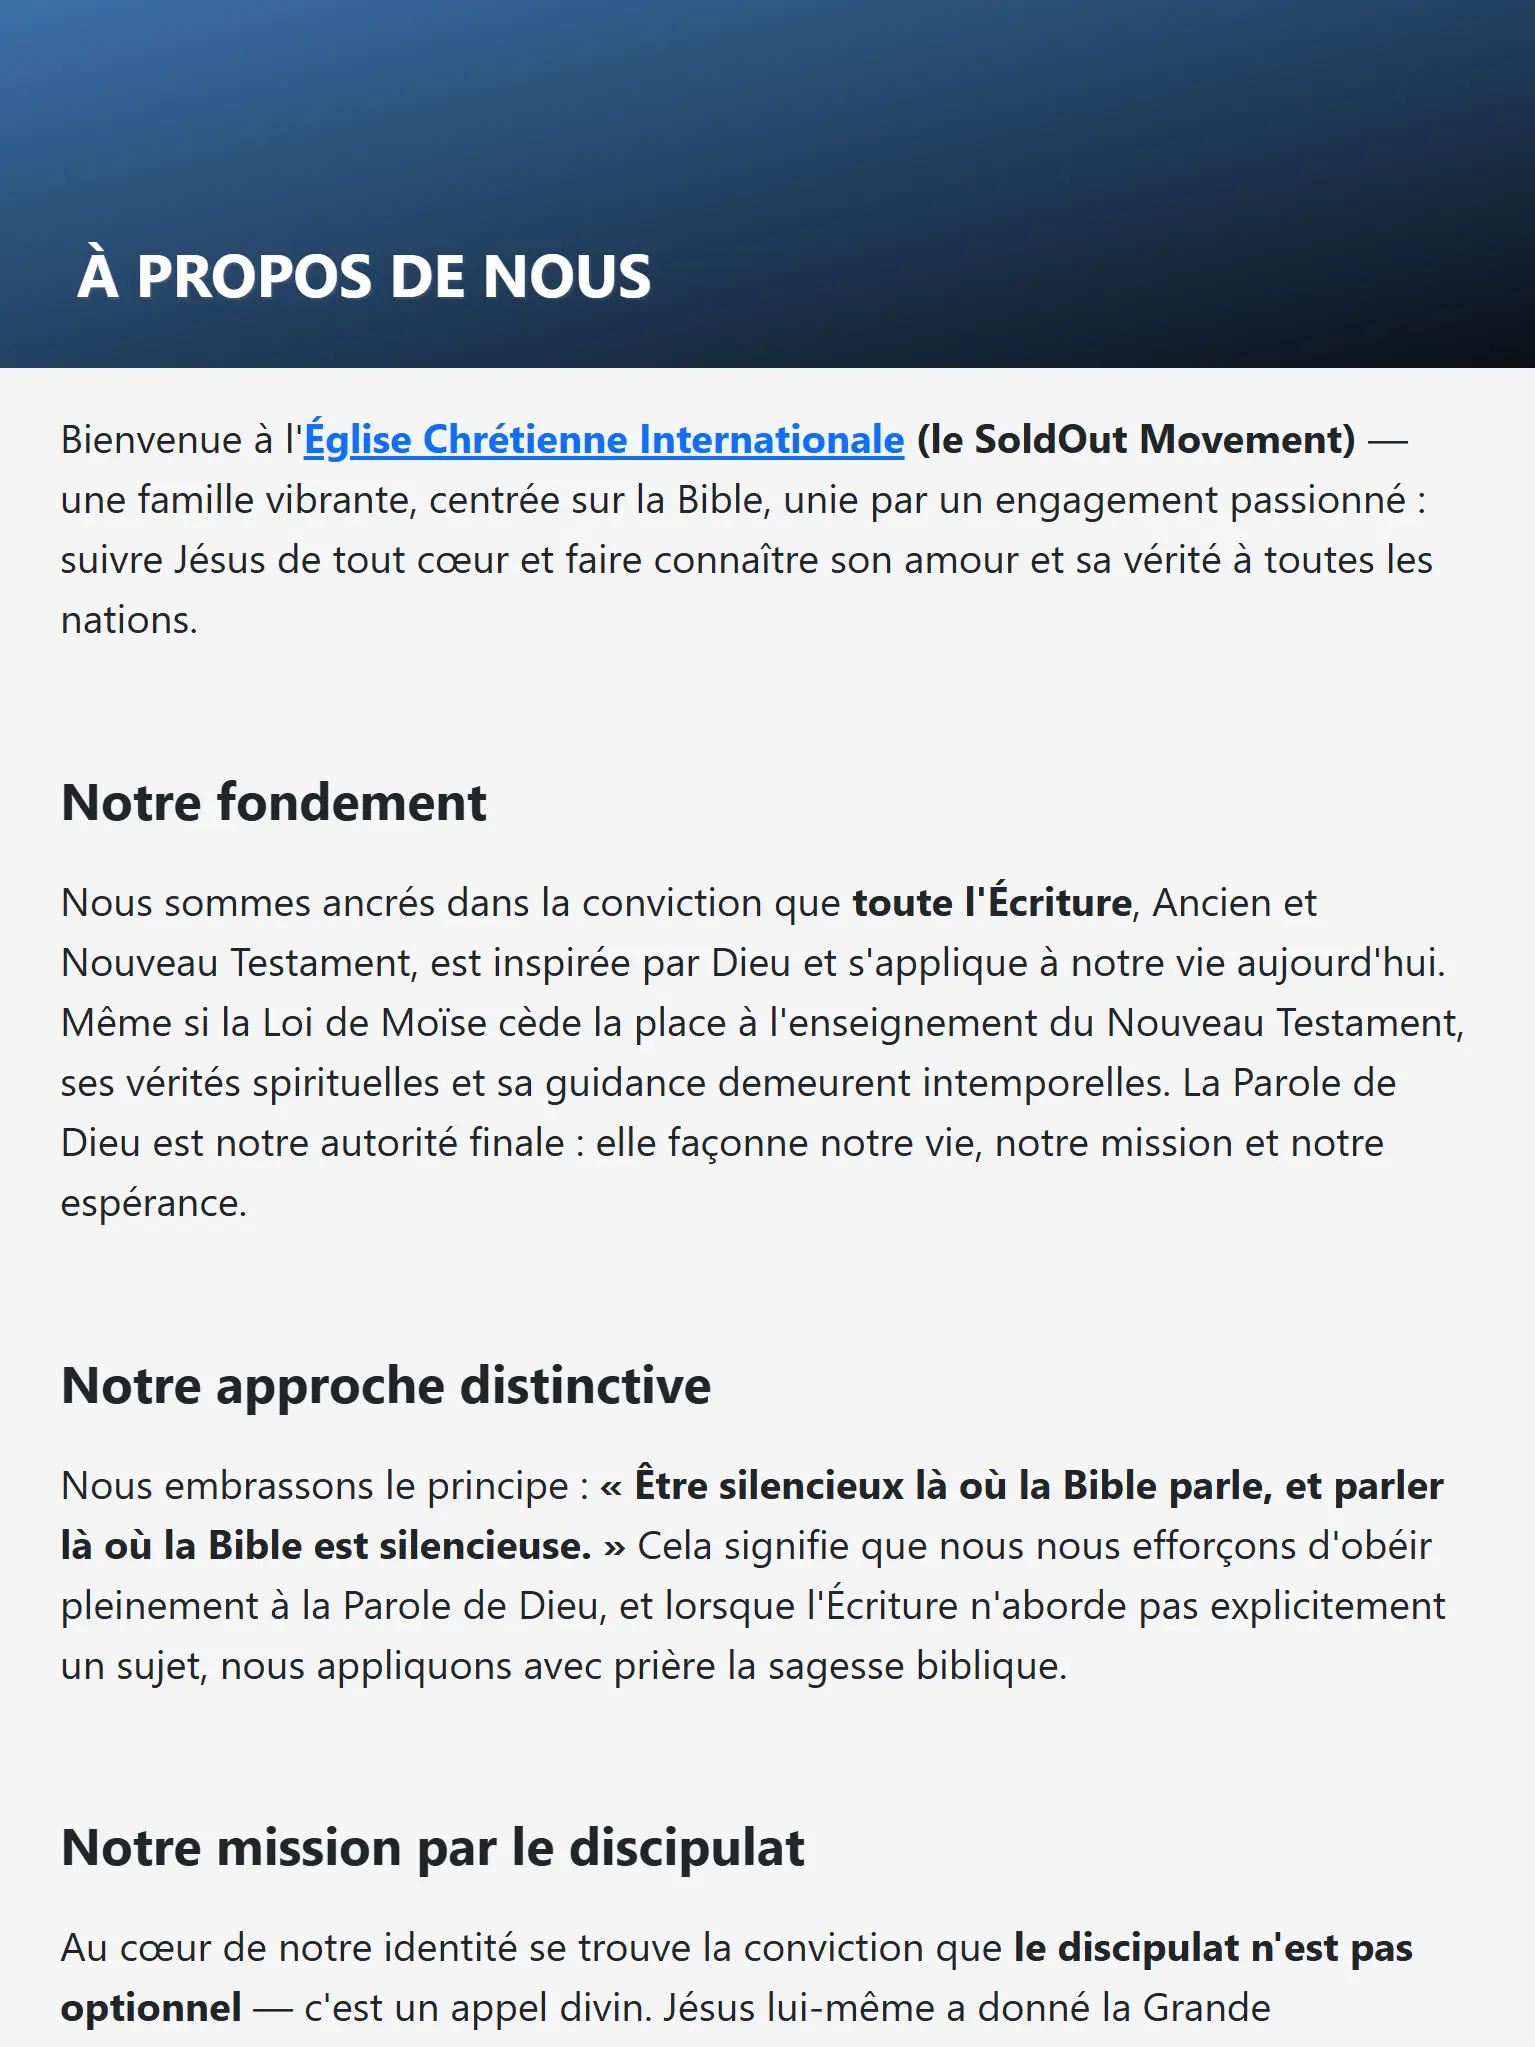 À PROPOS DE NOUS
Bienvenue à l'Église Chrétienne Internationale (le SoldOut Movement) —
une famille vibrante, centrée sur la Bible, unie par un engagement passionné :
suivre Jésus de tout cœur et faire connaître son amour et sa vérité à toutes les
nations.
Notre fondement
Nous sommes ancrés dans la conviction que toute l'Écriture, Ancien et
Nouveau Testament, est inspirée par Dieu et s'applique à notre vie aujourd'hui.
Même si la Loi de Moïse cède la place à l'enseignement du Nouveau Testament,
ses vérités spirituelles et sa guidance demeurent intemporelles. La Parole de
Dieu est notre autorité finale : elle façonne notre vie, notre mission et notre
espérance.
Notre approche distinctive
Nous embrassons le principe : « Être silencieux là où la Bible parle, et parler
là où la Bible est silencieuse. » Cela signifie que nous nous efforçons d'obéir
pleinement à la Parole de Dieu, et lorsque l'Écriture n'aborde pas explicitement
un sujet, nous appliquons avec prière la sagesse biblique.
Notre mission par le discipulat
Au cœur de notre identité se trouve la conviction que le discipulat n'est pas
optionnel — c'est un appel divin. Jésus lui-même a donné la Grande